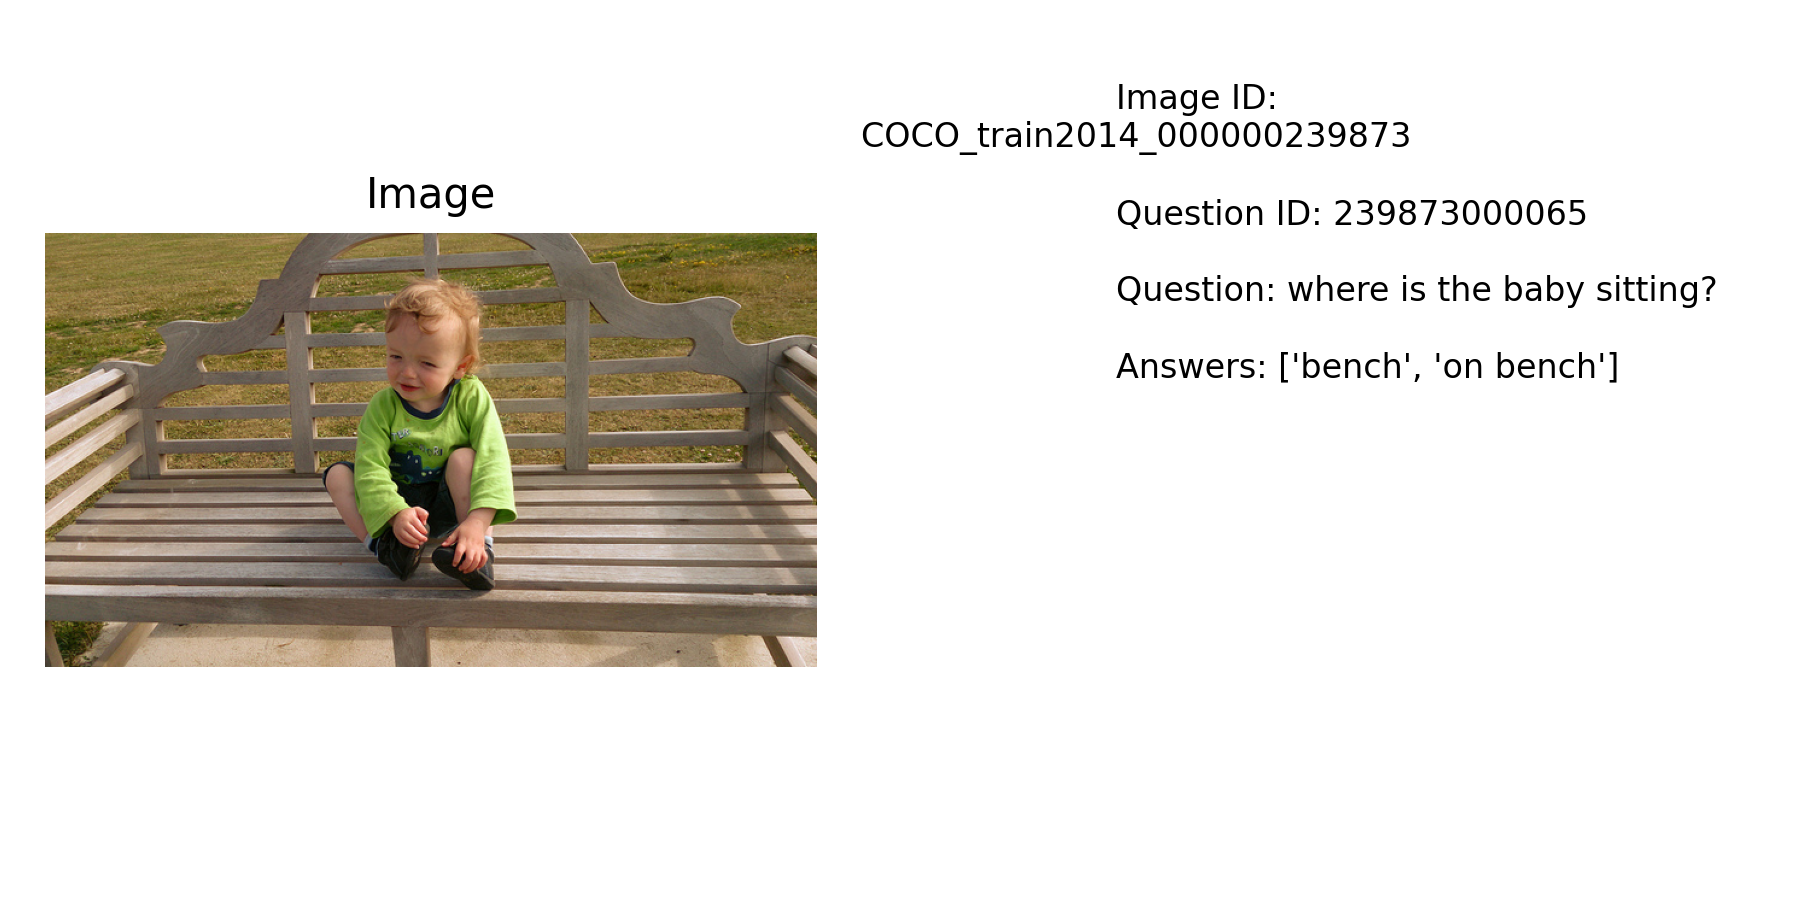 Image
Image ID:
COCO_train2014_000000239873
Question ID: 239873000065
Question: where is the baby sitting?
Answers: ['bench', 'on bench']